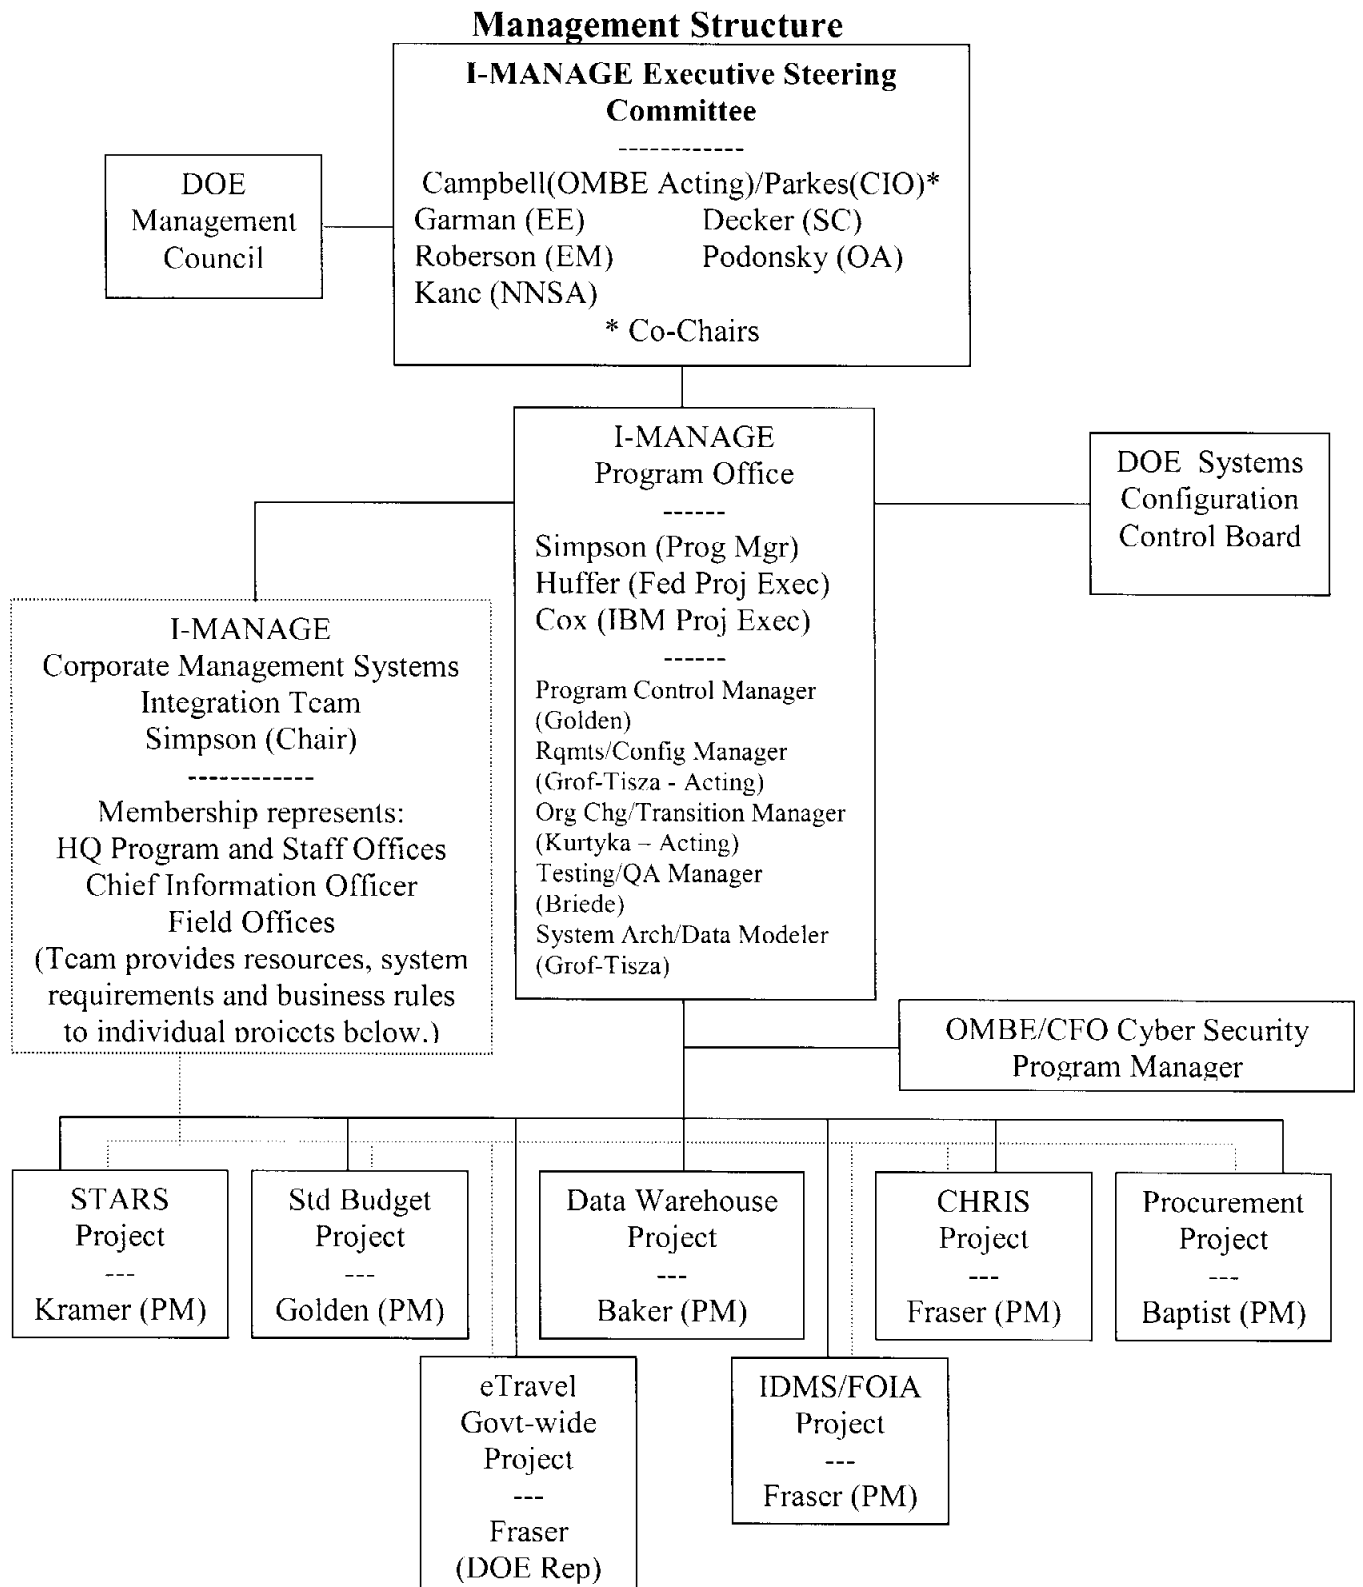 Management Structure
I-MANAGE Executive Steering
Committee
------------
Campbell(OMBE Acting)/Parkes(CIO)*
Garman (EE) Decker (SC)
Roberson (EM) Podonsky (OA)
Kane (NNSA)
* Co-Chairs
DOE
Management
Council
I-MANAGE
Program Office
------
Simpson (Prog Mgr)
Huffer (Fed Proj Exec)
Cox (IBM Proj Exec)
------
Program Control Manager
(Golden)
Rqmts/Config Manager
(Grof-Tisza - Acting)
Org Chg/Transition Manager
(Kurtyka – Acting)
Testing/QA Manager
(Briede)
System Arch/Data Modeler
(Grof-Tisza)
DOE Systems
Configuration
Control Board
I-MANAGE
Corporate Management Systems
Integration Team
Simpson (Chair)
------------
Membership represents:
HQ Program and Staff Offices
Chief Information Officer
Field Offices
(Team provides resources, system
requirements and business rules
to individual projects below.)
OMBE/CFO Cyber Security
Program Manager
STARS
Project
---
Kramer (PM)
Std Budget
Project
---
Golden (PM)
Data Warehouse
Project
---
Baker (PM)
CHRIS
Project
---
Fraser (PM)
Procurement
Project
---
Baptist (PM)
eTravel
Govt-wide
Project
---
Fraser
(DOE Rep)
IDMS/FOIA
Project
---
Fraser (PM)